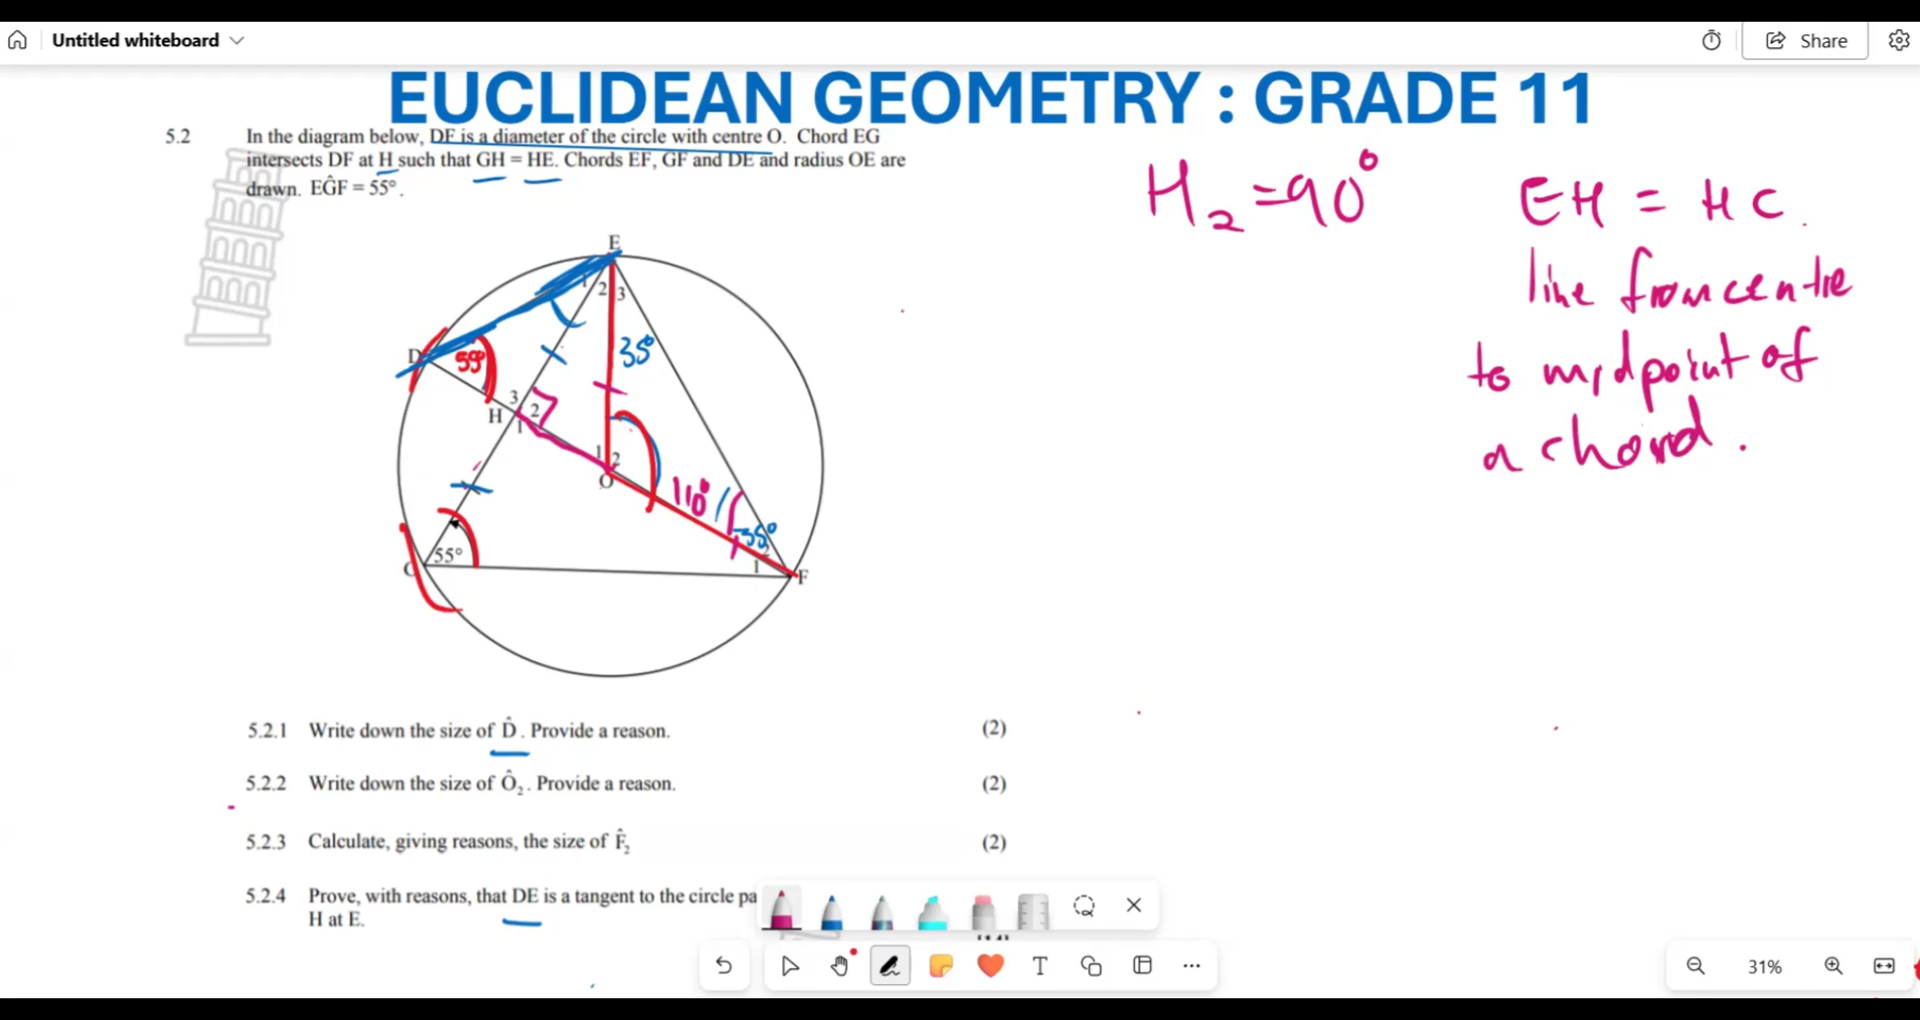 Untitled whiteboard
Share
EUCLIDEAN GEOMETRY : GRADE 11
5.2 In the diagram below, DF is a diameter of the circle with centre O. Chord EG
intersects DF at H such that GH = HE. Chords EF, GF and DE and radius OE are
drawn. EĜF = 55°.
H₂ = 90°
EH = HC.
line from centre
to midpoint of
a chord.
E
1 2 3
D
55°
35°
3
H 2
1
1 2
O
110°
35°
2
55°
1
F
5.2.1 Write down the size of D̂. Provide a reason. (2)
5.2.2 Write down the size of Ô₂. Provide a reason. (2)
5.2.3 Calculate, giving reasons, the size of F̂₂ (2)
5.2.4 Prove, with reasons, that DE is a tangent to the circle pa
H at E.
T
31%